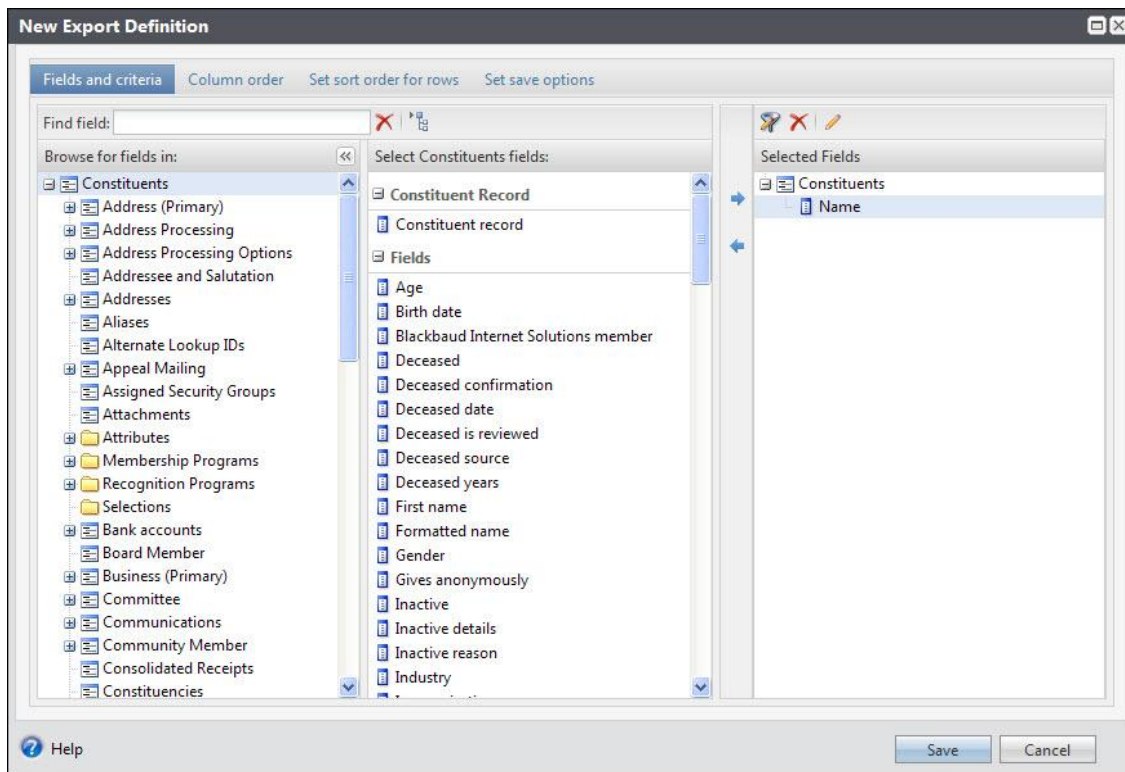 New Export Definition
Fields and criteria
Column order
Set sort order for rows
Set save options
Find field:
Browse for fields in:
Constituents
Address (Primary)
Address Processing
Address Processing Options
Addressee and Salutation
Addresses
Aliases
Alternate Lookup IDs
Appeal Mailing
Assigned Security Groups
Attachments
Attributes
Membership Programs
Recognition Programs
Selections
Bank accounts
Board Member
Business (Primary)
Committee
Communications
Community Member
Consolidated Receipts
Constituencies
Select Constituents fields:
Constituent Record
Constituent record
Fields
Age
Birth date
Blackbaud Internet Solutions member
Deceased
Deceased confirmation
Deceased date
Deceased is reviewed
Deceased source
Deceased years
First name
Formatted name
Gender
Gives anonymously
Inactive
Inactive details
Inactive reason
Industry
Selected Fields
Constituents
Name
Help
Save
Cancel